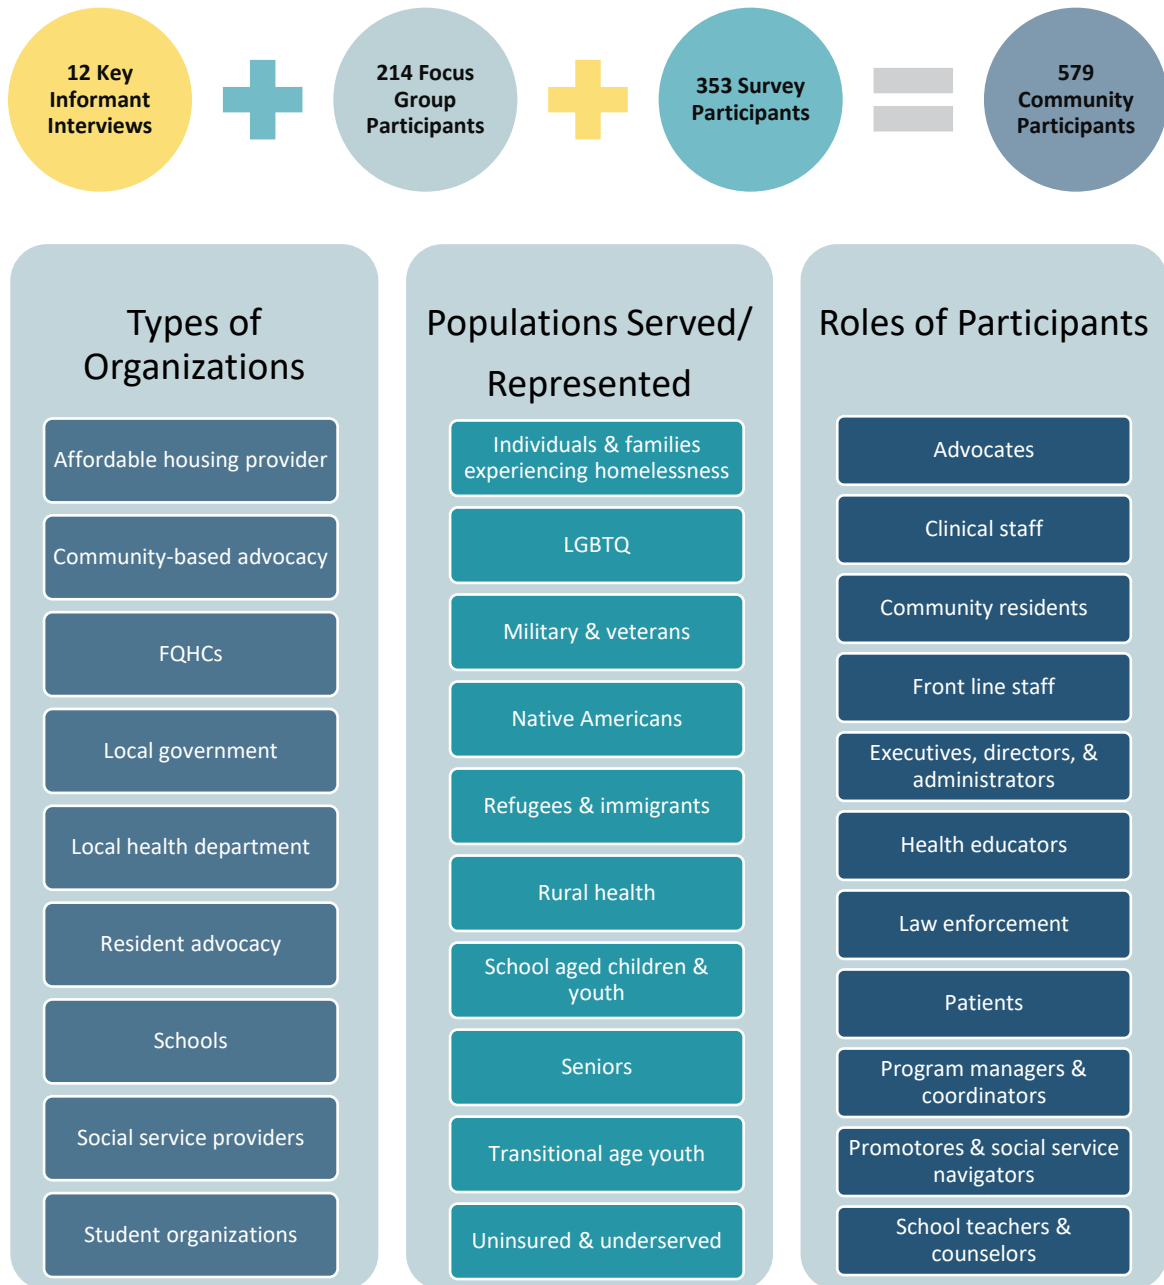 12 Key
Informant
Interviews
214 Focus
Group
Participants
353 Survey
Participants
579
Community
Participants
Types of
Organizations
Affordable housing provider
Community-based advocacy
FQHCs
Local government
Local health department
Resident advocacy
Schools
Social service providers
Student organizations
Populations Served/
Represented
Individuals & families
experiencing homelessness
LGBTQ
Military & veterans
Native Americans
Refugees & immigrants
Rural health
School aged children &
youth
Seniors
Transitional age youth
Uninsured & underserved
Roles of Participants
Advocates
Clinical staff
Community residents
Front line staff
Executives, directors, &
administrators
Health educators
Law enforcement
Patients
Program managers &
coordinators
Promotores & social service
navigators
School teachers &
counselors